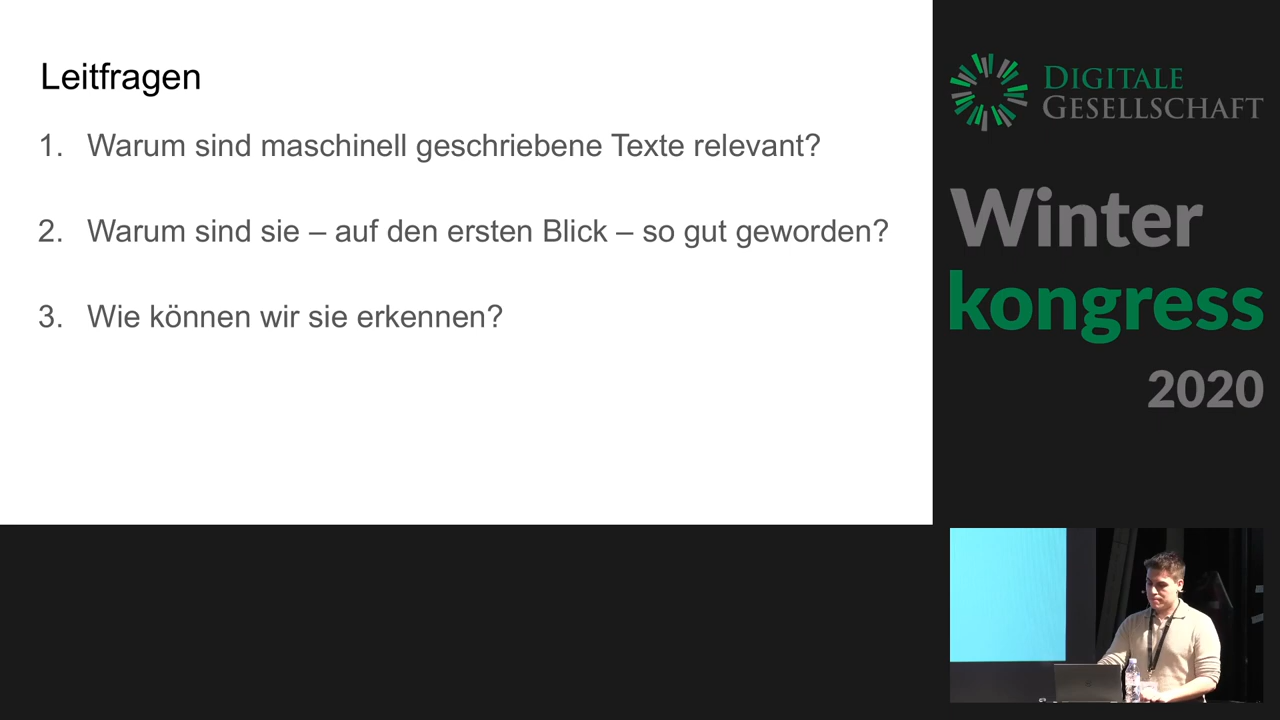 Leitfragen
1. Warum sind maschinell geschriebene Texte relevant?
2. Warum sind sie – auf den ersten Blick – so gut geworden?
3. Wie können wir sie erkennen?
DIGITALE
GESELLSCHAFT
Winter
kongress
2020